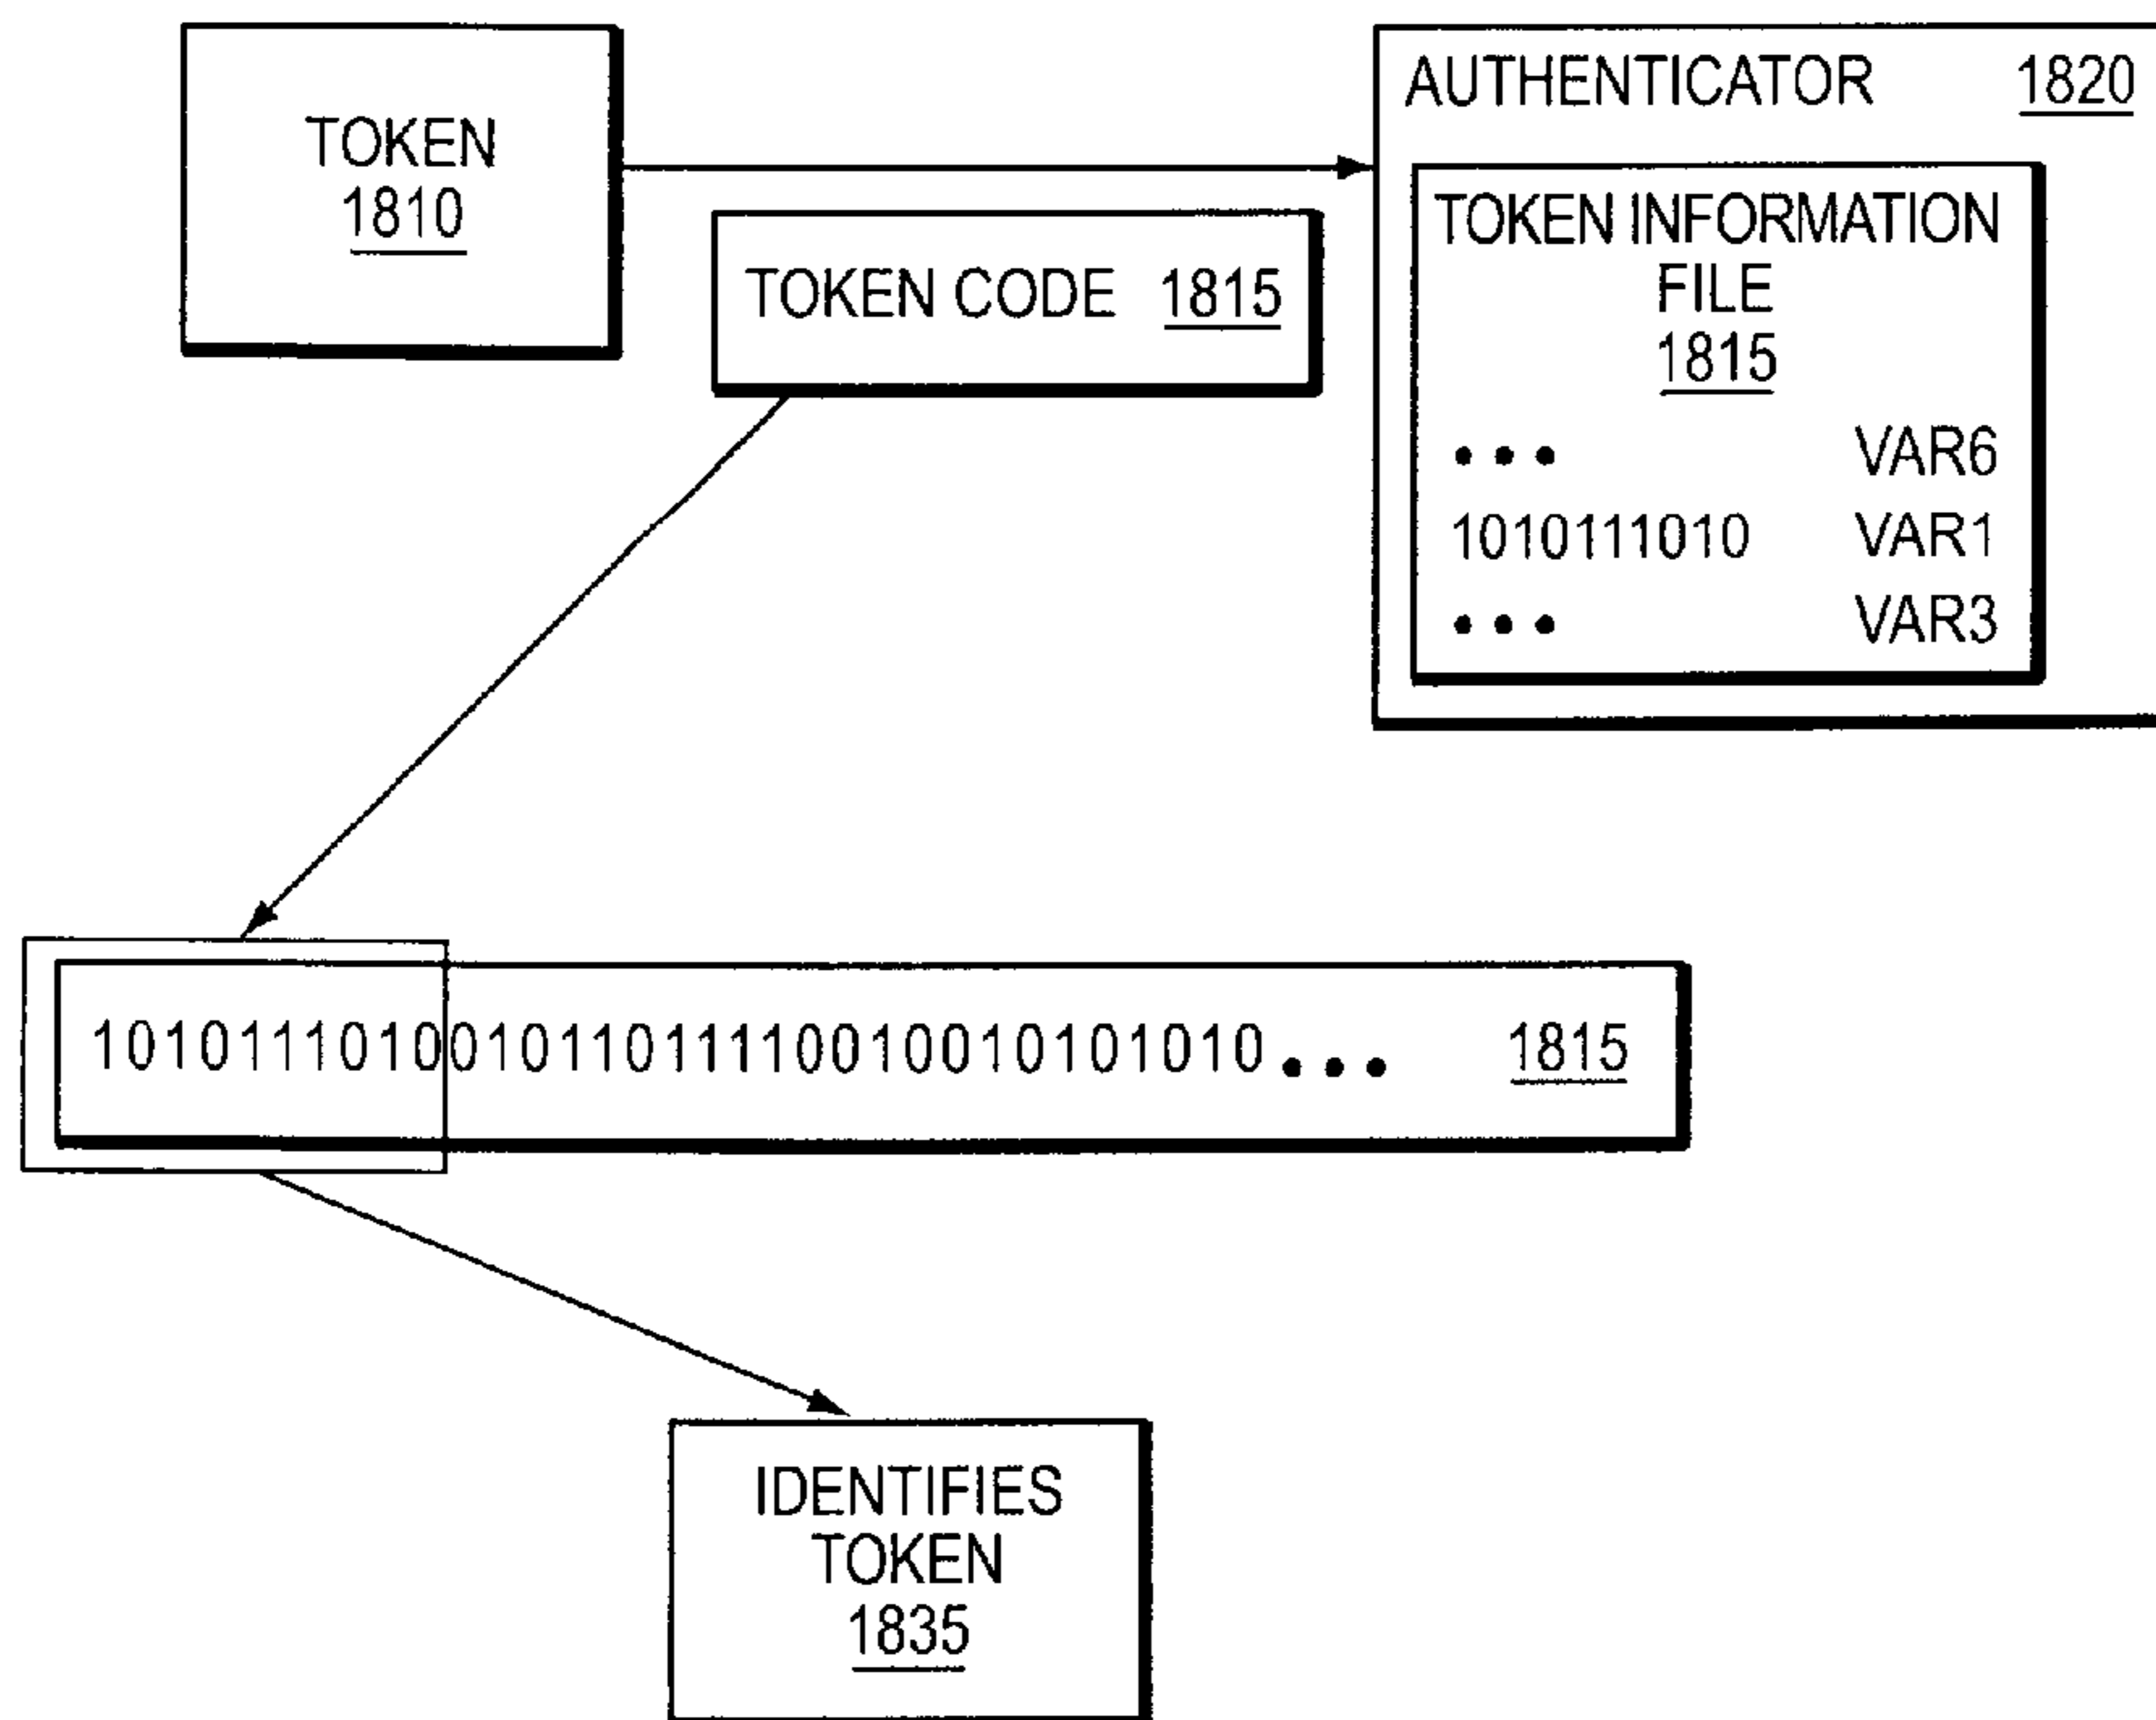 TOKEN
1810
AUTHENTICATOR 1820
TOKEN CODE 1815
TOKEN INFORMATION
FILE
1815
• • • VAR6
1010111010 VAR1
• • • VAR3
101011101001011011110010010101010 • • • 1815
IDENTIFIES
TOKEN
1835